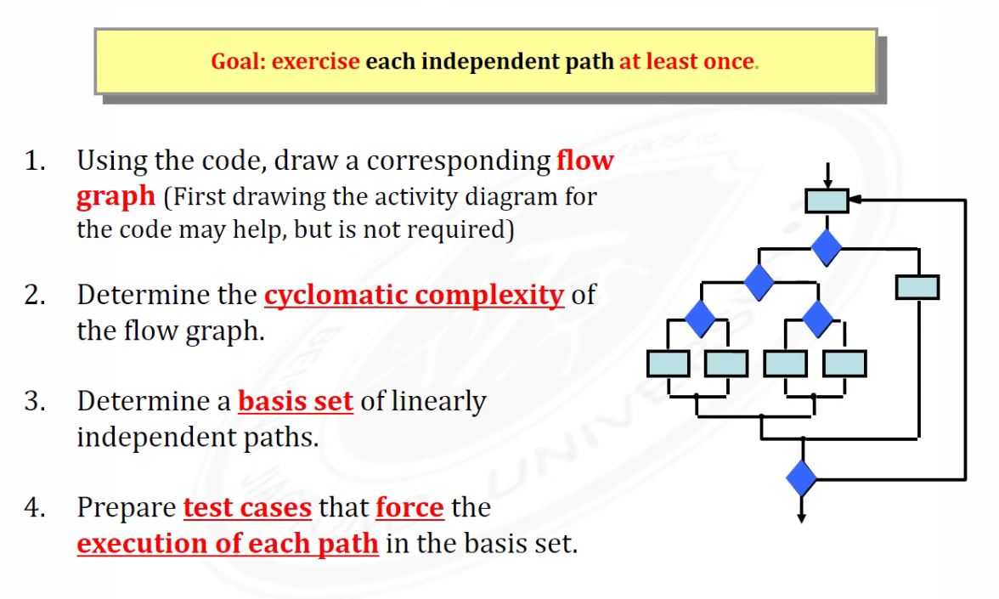 Goal: exercise each independent path at least once.
1. Using the code, draw a corresponding flow
graph (First drawing the activity diagram for
the code may help, but is not required)
2. Determine the cyclomatic complexity of
the flow graph.
3. Determine a basis set of linearly
independent paths.
4. Prepare test cases that force the
execution of each path in the basis set.